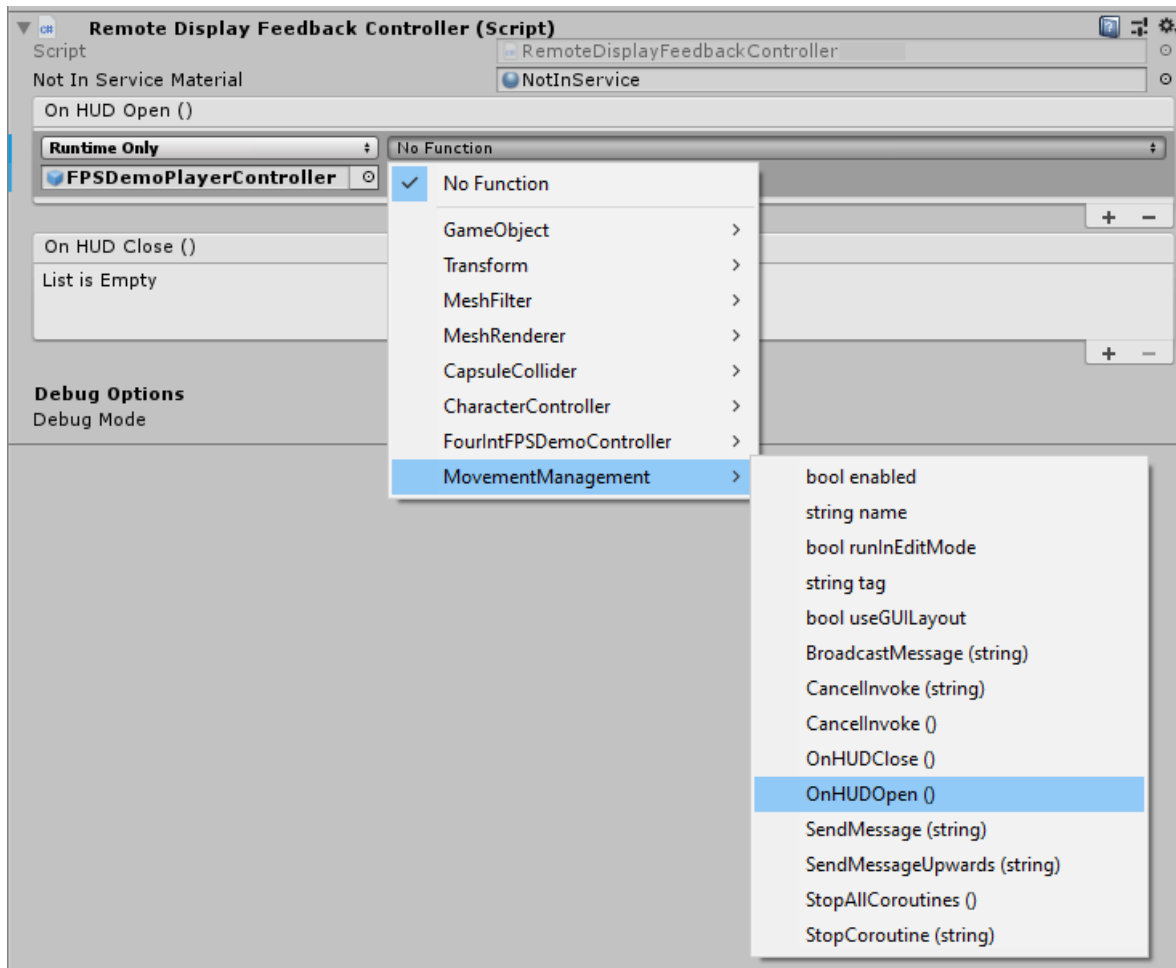 C# Remote Display Feedback Controller (Script)
Script RemoteDisplayFeedbackController
Not In Service Material NotInService
On HUD Open ()
Runtime Only No Function
FPSDemoPlayerController
No Function
GameObject
Transform
MeshFilter
MeshRenderer
CapsuleCollider
CharacterController
FourIntFPSDemoController
MovementManagement
On HUD Close ()
List is Empty
Debug Options
Debug Mode
bool enabled
string name
bool runInEditMode
string tag
bool useGUILayout
BroadcastMessage (string)
CancelInvoke (string)
CancelInvoke ()
OnHUDClose ()
OnHUDOpen ()
SendMessage (string)
SendMessageUpwards (string)
StopAllCoroutines ()
StopCoroutine (string)